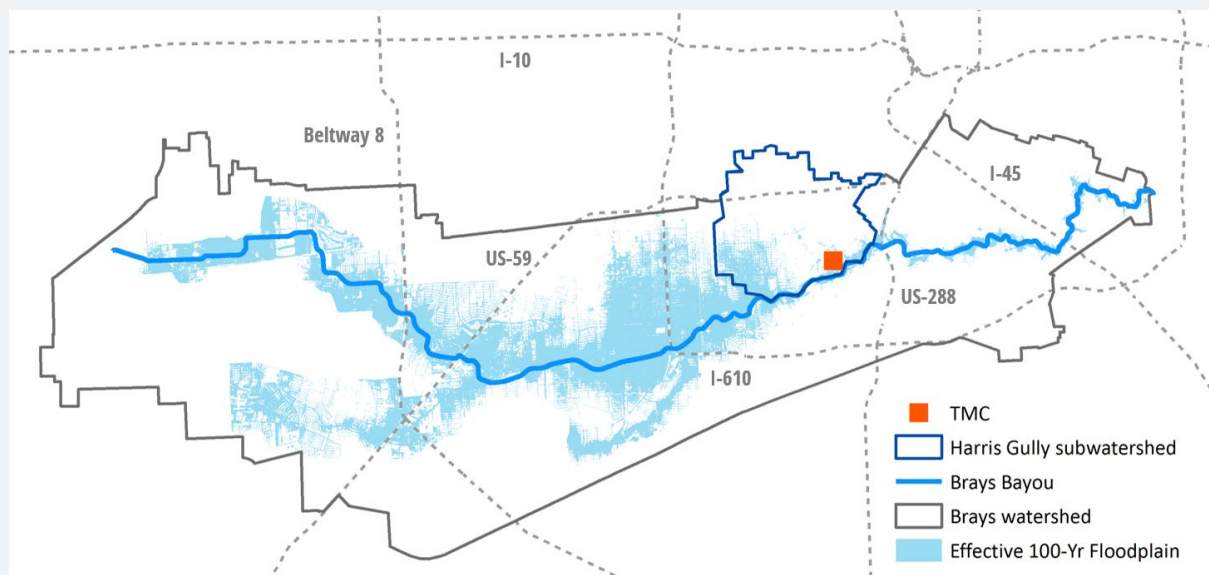 I-10
Beltway 8
I-45
US-59
US-288
I-610
TMC
Harris Gully subwatershed
Brays Bayou
Brays watershed
Effective 100-Yr Floodplain